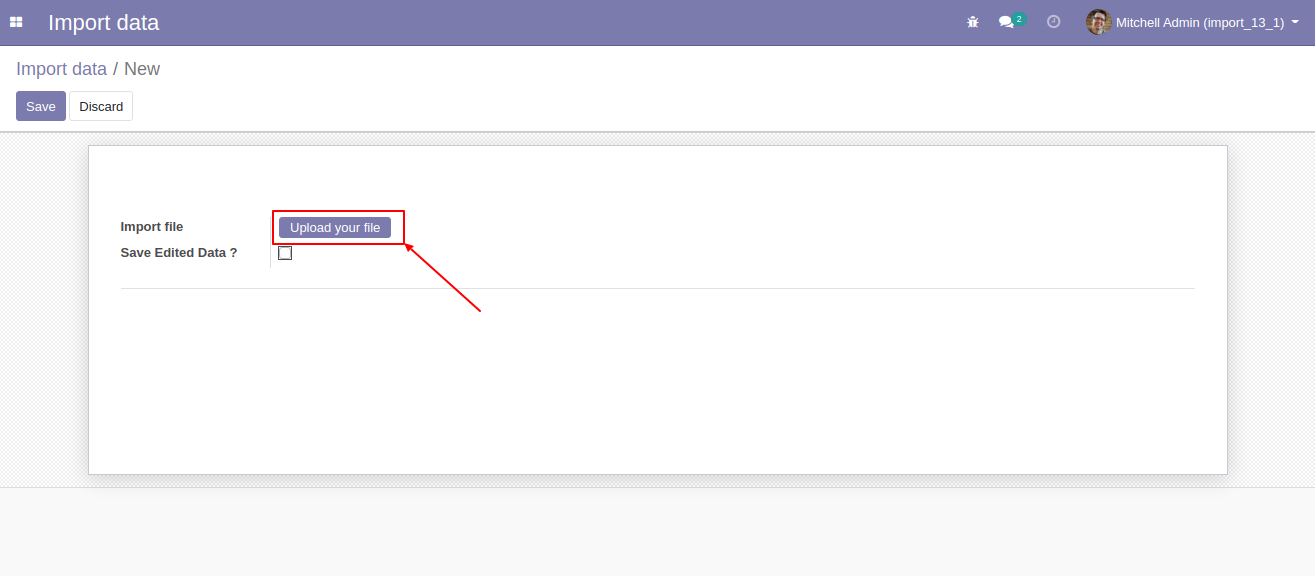 Import data
2
Mitchell Admin (import_13_1)
Import data / New
Save Discard
Import file Upload your file
Save Edited Data ?